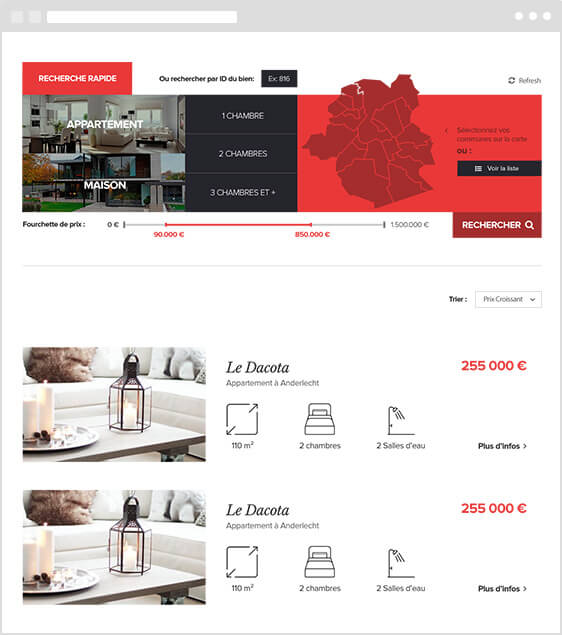 RECHERCHE RAPIDE
Ou rechercher par ID du bien:
Ex: 816
Refresh
APPARTEMENT
MAISON
1 CHAMBRE
2 CHAMBRES
3 CHAMBRES ET +
Sélectionnez vos
communes sur la carte
ou :
Voir la liste
Fourchette de prix :
0 €
90.000 €
850.000 €
1.500.000 €
RECHERCHER
Trier :
Prix Croissant
Le Dacota
255 000 €
Appartement à Anderlecht
110 m²
2 chambres
2 Salles d'eau
Plus d'infos >
Le Dacota
255 000 €
Appartement à Anderlecht
110 m²
2 chambres
2 Salles d'eau
Plus d'infos >